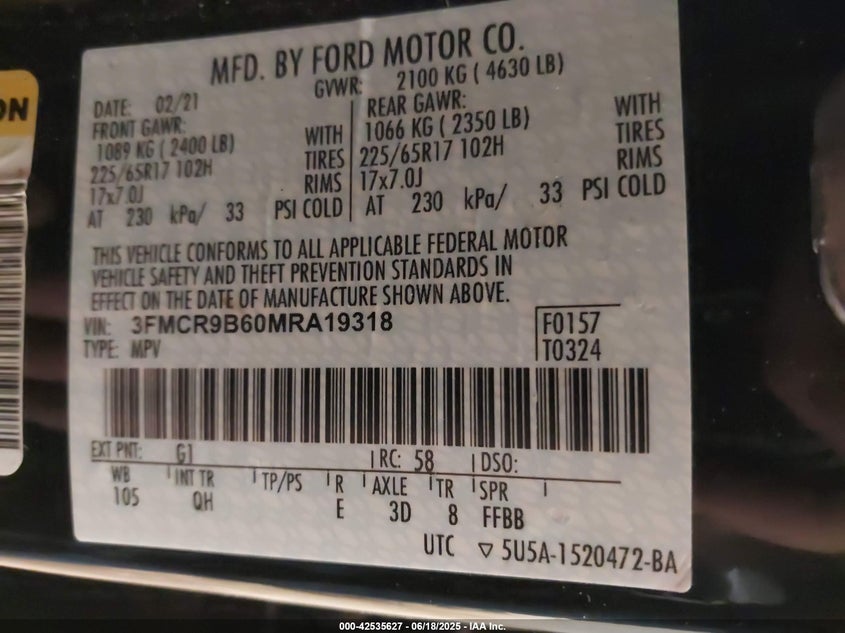 ON
MFD. BY FORD MOTOR CO.
GVWR: 2100 KG ( 4630 LB)
DATE: 02/21
FRONT GAWR:
1089 KG ( 2400 LB)
WITH
225/65R17 102H
TIRES
17x7.0J
RIMS
AT 230 kPa/ 33 PSI COLD
REAR GAWR:
1066 KG ( 2350 LB)
WITH
225/65R17 102H
TIRES
17x7.0J
RIMS
AT 230 kPa/ 33 PSI COLD
THIS VEHICLE CONFORMS TO ALL APPLICABLE FEDERAL MOTOR
VEHICLE SAFETY AND THEFT PREVENTION STANDARDS IN
EFFECT ON THE DATE OF MANUFACTURE SHOWN ABOVE.
VIN: 3FMCR9B60MRA19318
TYPE: MPV
F0157
T0324
EXT PNT: G1 RC: 58 DSO:
WB INT TR TP/PS R AXLE TR SPR
105 QH E 3D 8 FFBB
UTC ▽ 5U5A-1520472-BA
000-42535627 - 06/18/2025 - IAA Inc.